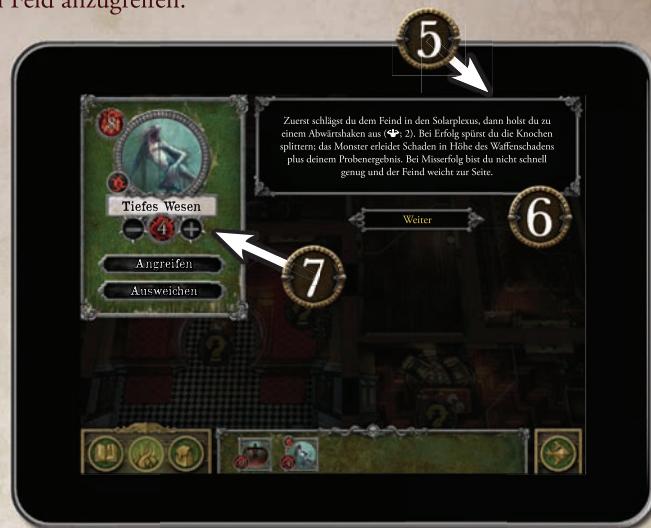 Feld anzugreifen.
5
Zuerst schlägst du dem Feind in den Solarplexus, dann holst du zu
einem Abwärtshaken aus (; 2). Bei Erfolg spürst du die Knochen
splittern; das Monster erleidet Schaden in Höhe des Waffenschadens
plus deinem Probenergebnis. Bei Misserfolg bist du nicht schnell
genug und der Feind weicht zur Seite.
Weiter
6
8
Tiefes Wesen
− 4 +
Angreifen
Ausweichen
7